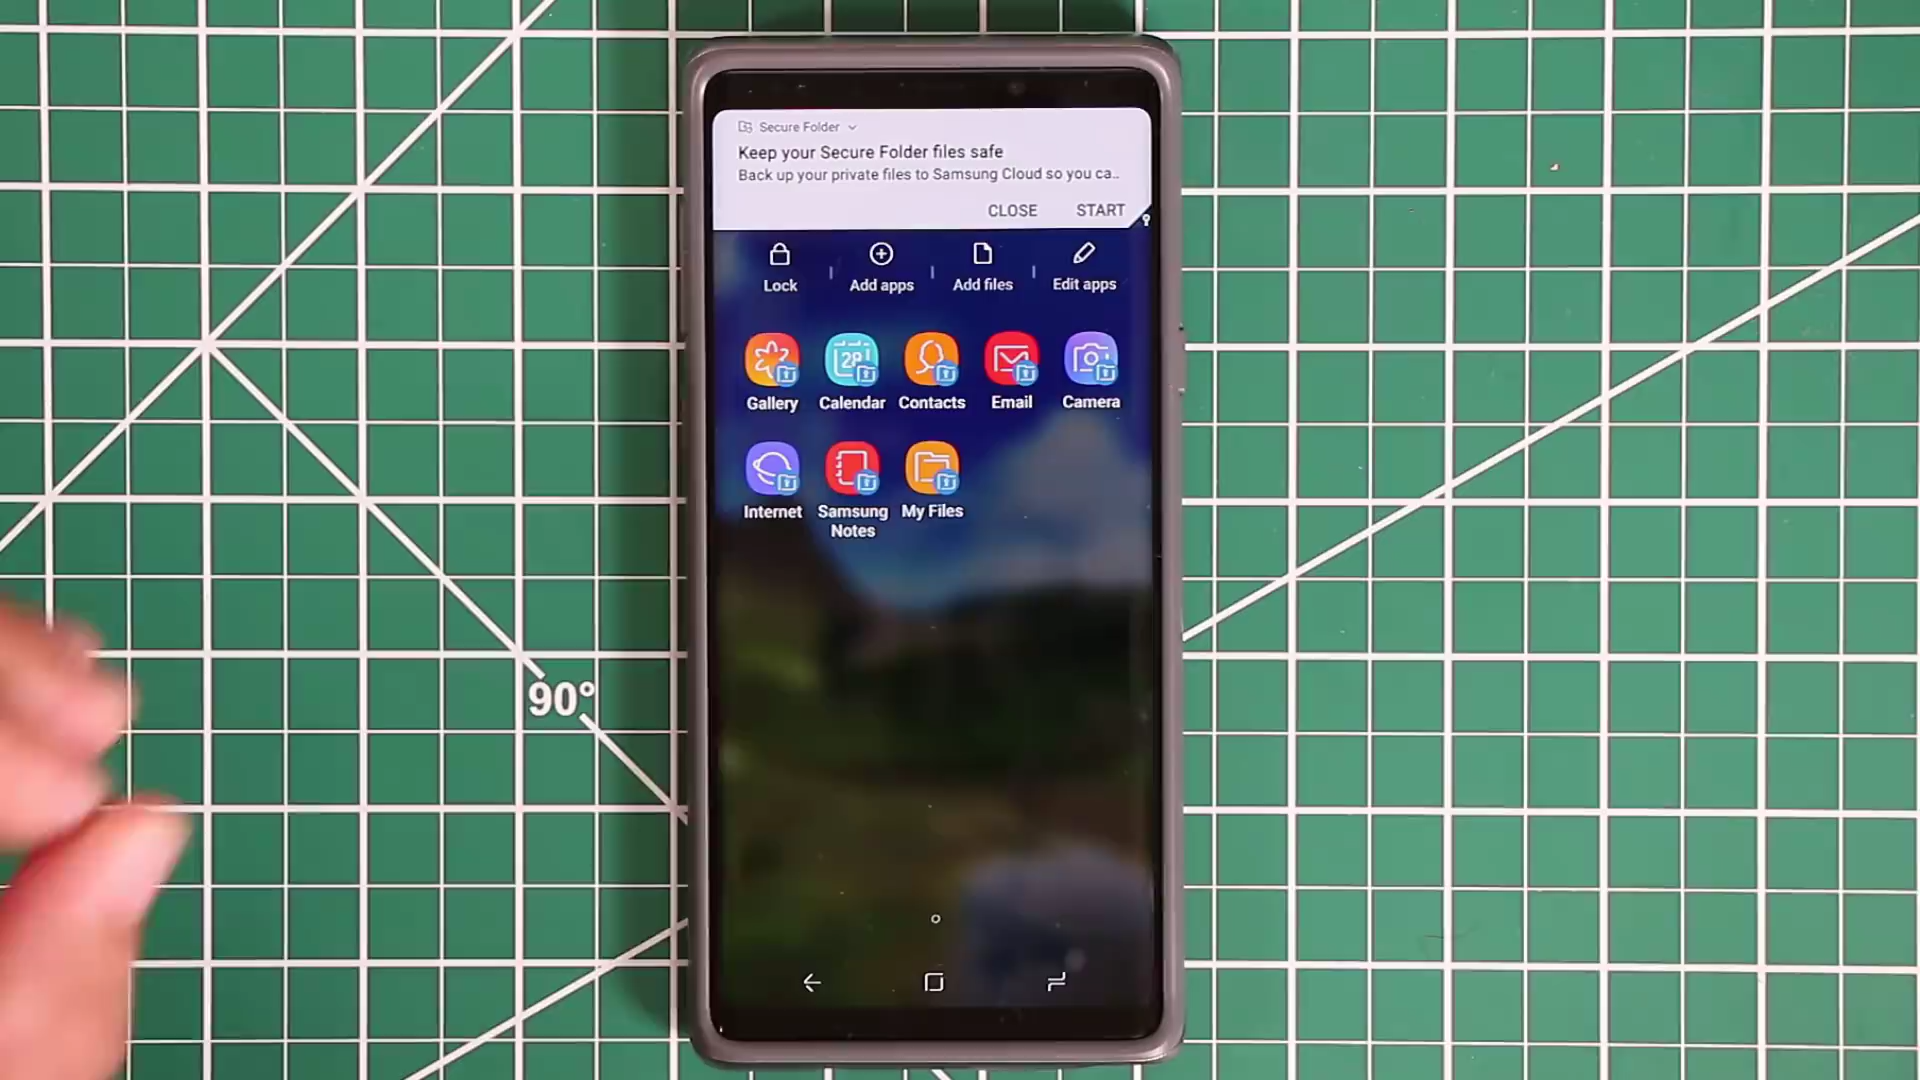 Secure Folder
Keep your Secure Folder files safe
Back up your private files to Samsung Cloud so you ca..
CLOSE START
Lock Add apps Add files Edit apps
28
Gallery Calendar Contacts Email Camera
Internet Samsung Notes My Files
90°